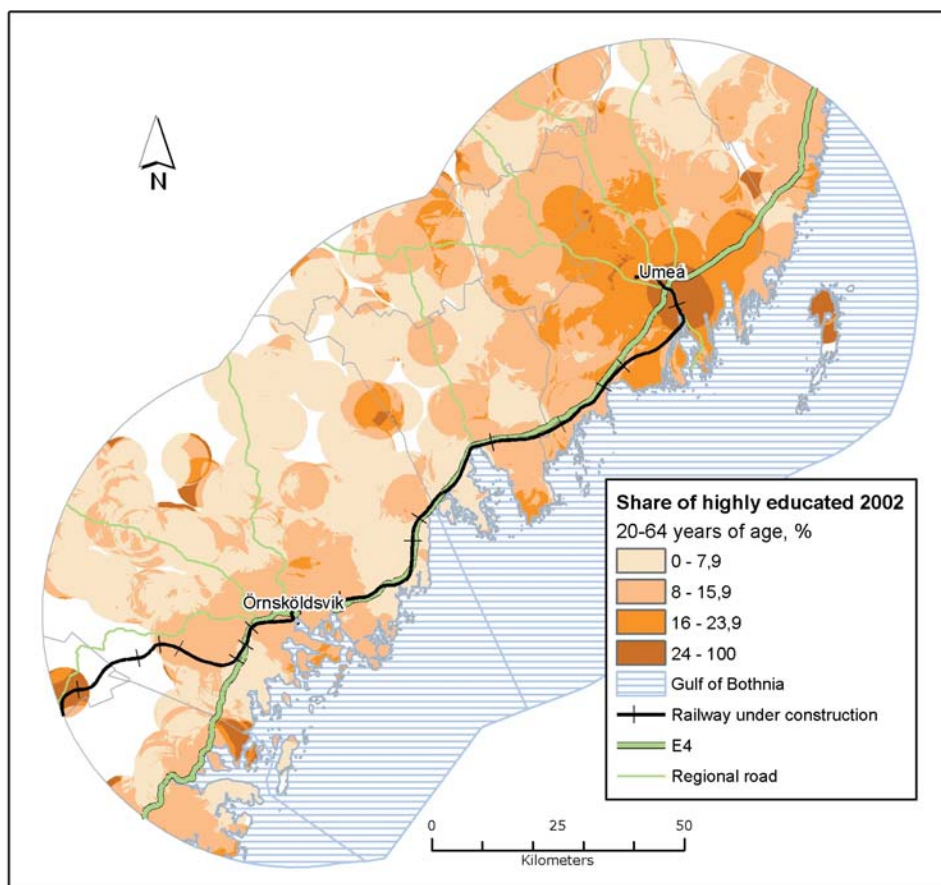 N
Umeå
Örnsköldsvik
Share of highly educated 2002
20-64 years of age, %
0 - 7,9
8 - 15,9
16 - 23,9
24 - 100
Gulf of Bothnia
Railway under construction
E4
Regional road
0 25 50
Kilometers